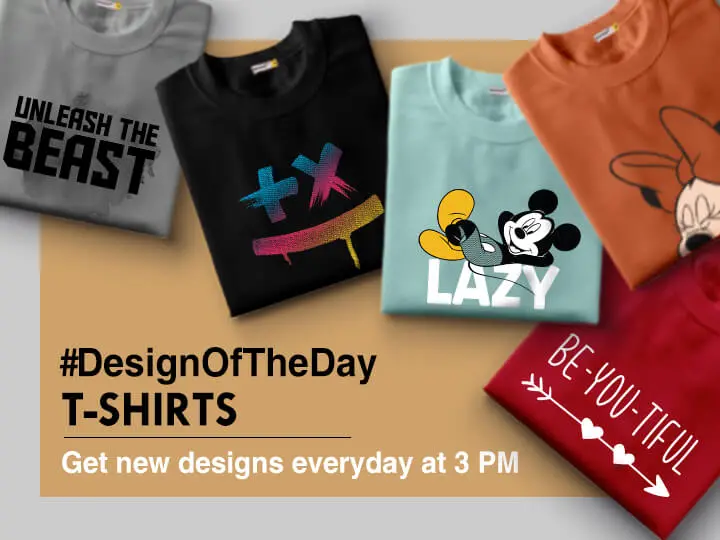 UNLEASH THE
BEAST
LAZY
BE-YOU-TIFUL
#DesignOfTheDay
T-SHIRTS
Get new designs everyday at 3 PM